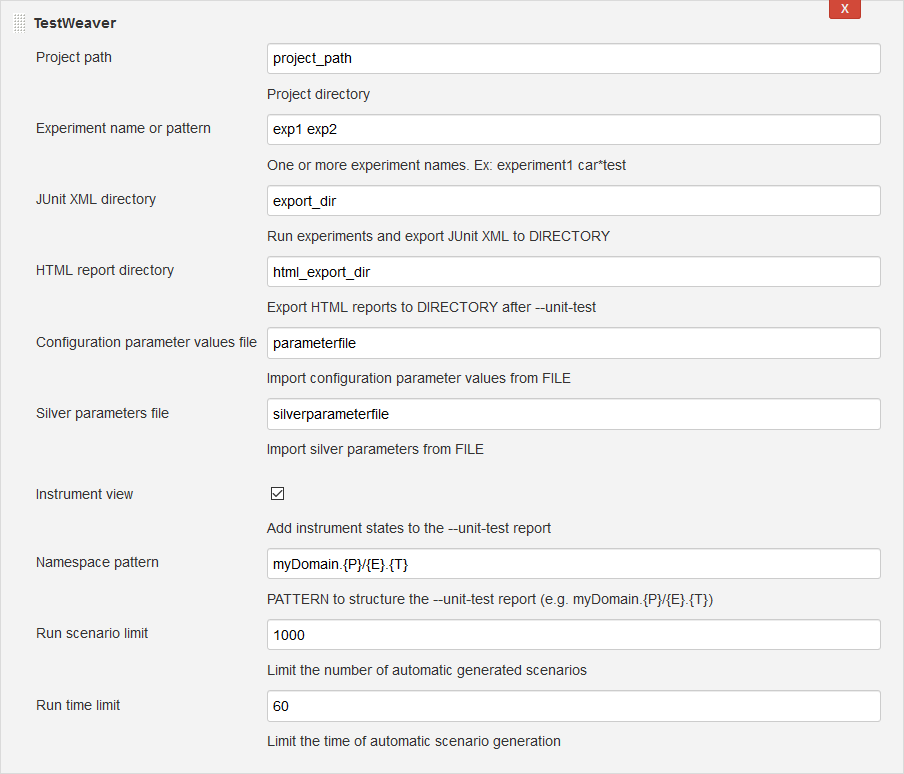 X
TestWeaver
Project path
project_path
Project directory
Experiment name or pattern
exp1 exp2
One or more experiment names. Ex: experiment1 car*test
JUnit XML directory
export_dir
Run experiments and export JUnit XML to DIRECTORY
HTML report directory
html_export_dir
Export HTML reports to DIRECTORY after --unit-test
Configuration parameter values file
parameterfile
Import configuration parameter values from FILE
Silver parameters file
silverparameterfile
Import silver parameters from FILE
Instrument view
Add instrument states to the --unit-test report
Namespace pattern
myDomain.{P}/{E}.{T}
PATTERN to structure the --unit-test report (e.g. myDomain.{P}/{E}.{T})
Run scenario limit
1000
Limit the number of automatic generated scenarios
Run time limit
60
Limit the time of automatic scenario generation